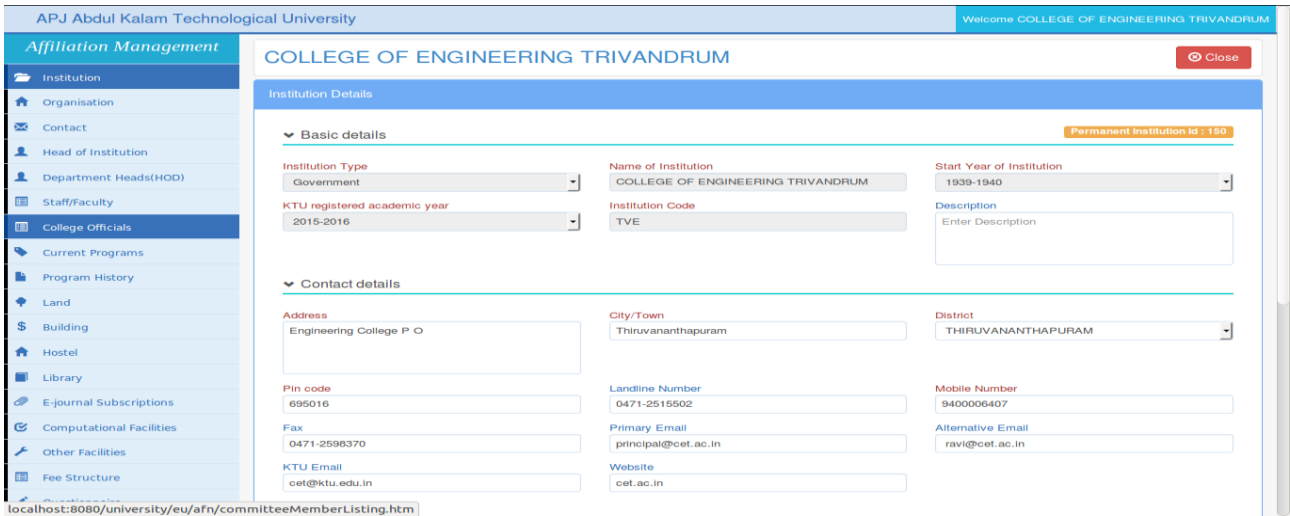 APJ Abdul Kalam Technological University
Welcome COLLEGE OF ENGINEERING TRIVANDRUM
Affiliation Management
Institution
Organisation
Contact
Head of Institution
Department Heads(HOD)
Staff/Faculty
College Officials
Current Programs
Program History
Land
Building
Hostel
Library
E-journal Subscriptions
Computational Facilities
Other Facilities
Fee Structure
localhost:8080/university/eu/afn/committeeMemberListing.htm
COLLEGE OF ENGINEERING TRIVANDRUM
Close
Institution Details
Basic details
Permanent Institution Id : 150
Institution Type
Government
Name of Institution
COLLEGE OF ENGINEERING TRIVANDRUM
Start Year of Institution
1939-1940
KTU registered academic year
2015-2016
Institution Code
TVE
Description
Enter Description
Contact details
Address
Engineering College P O
City/Town
Thiruvananthapuram
District
THIRUVANANTHAPURAM
Pin code
695016
Landline Number
0471-2515502
Mobile Number
9400006407
Fax
0471-2598370
Primary Email
principal@cet.ac.in
Alternative Email
ravi@cet.ac.in
KTU Email
cet@ktu.edu.in
Website
cet.ac.in